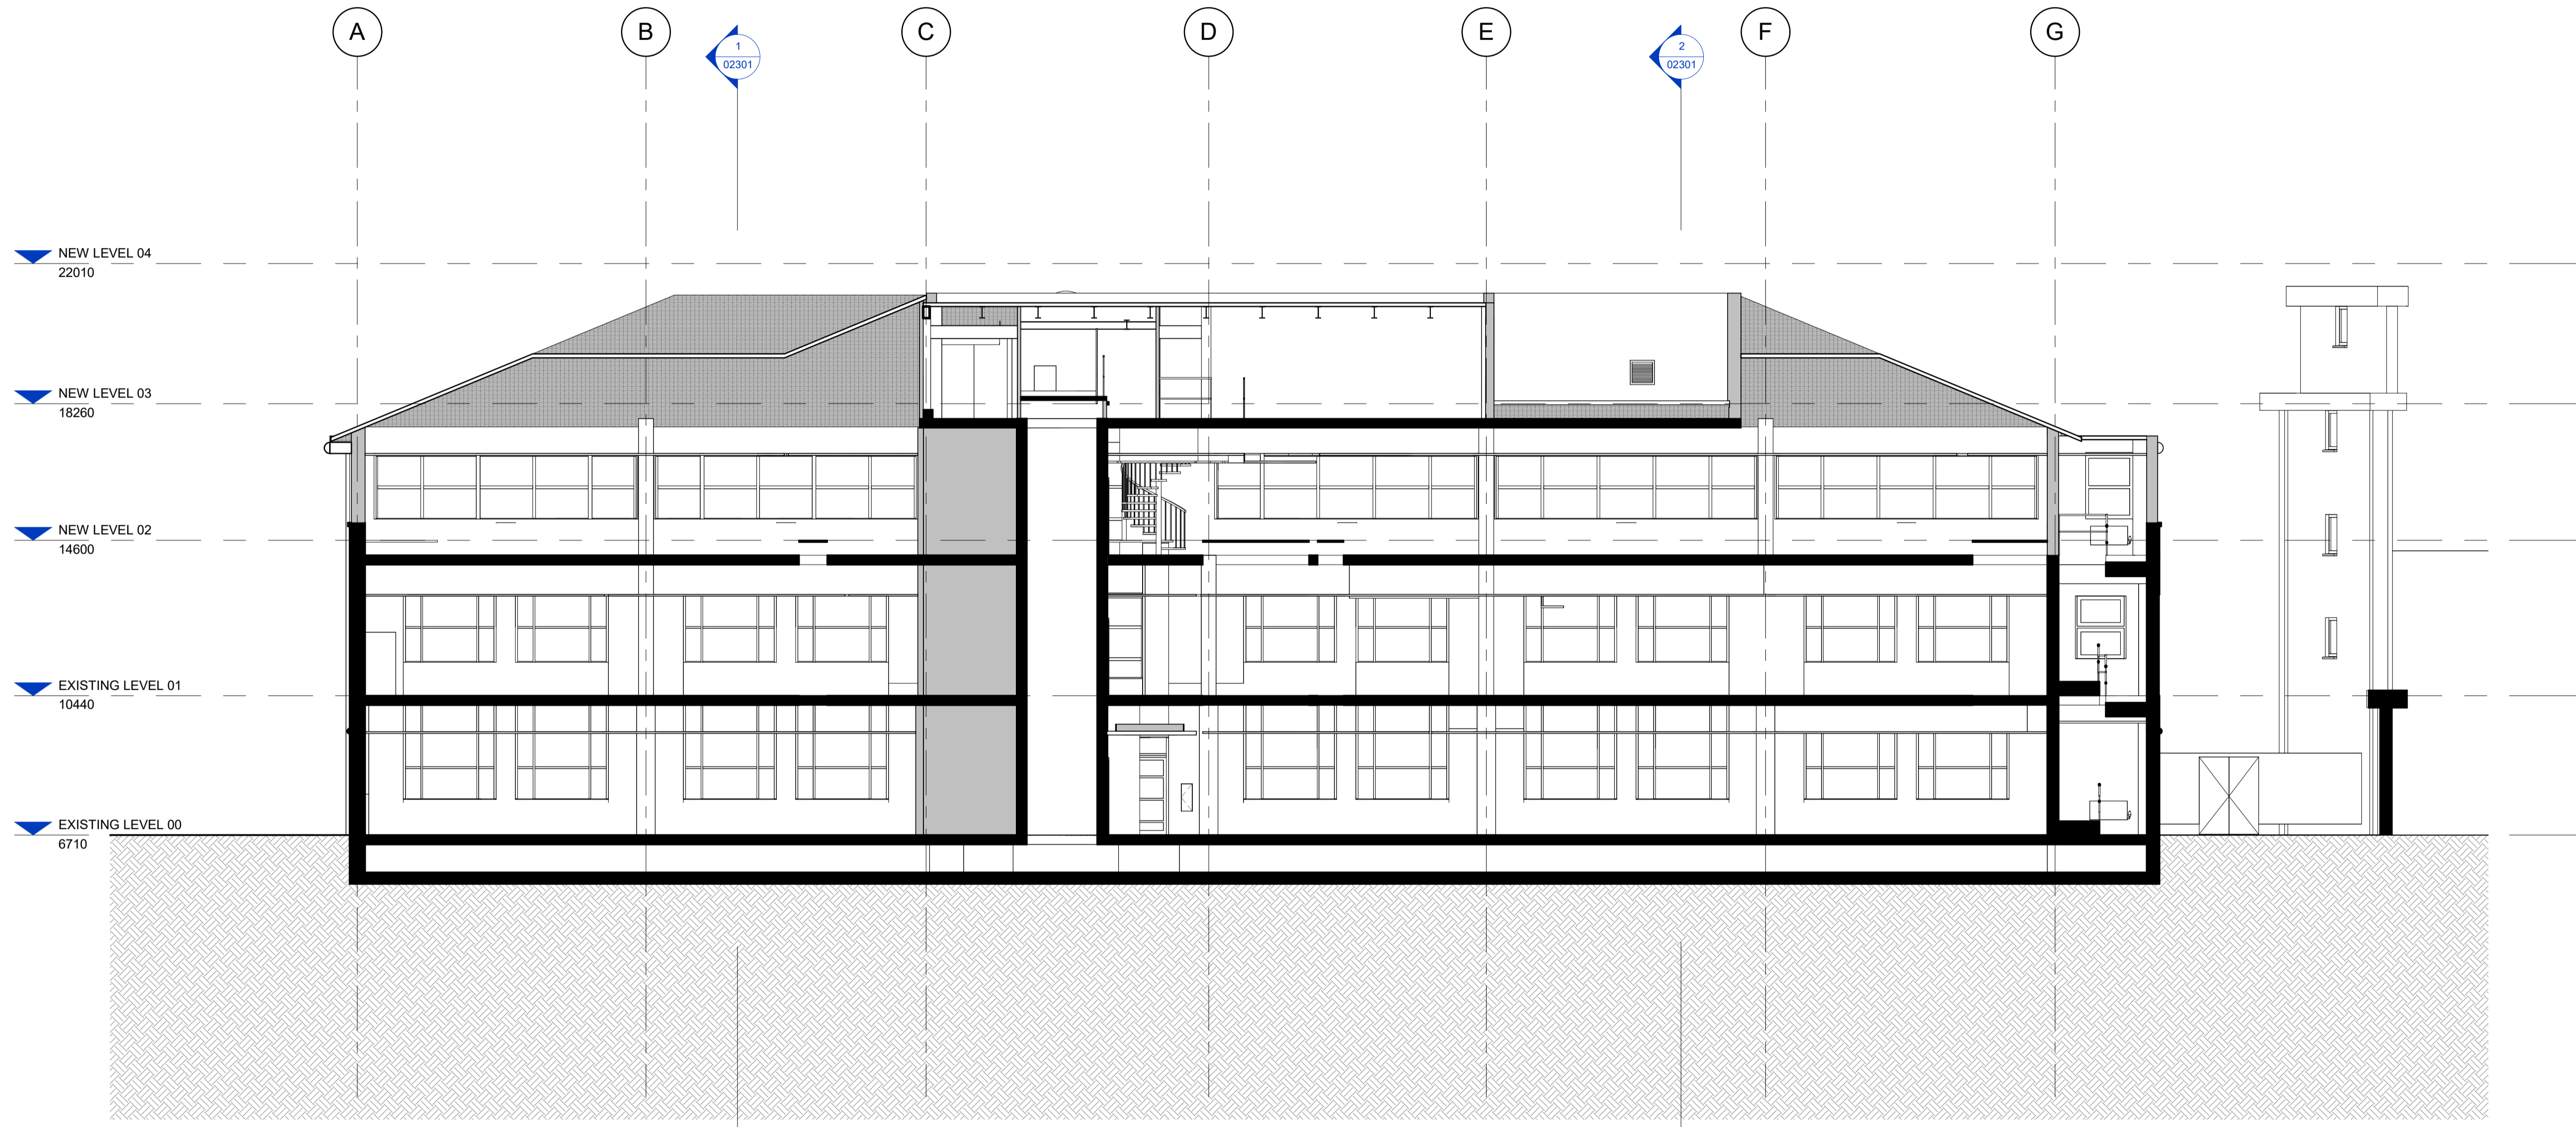 A B C D E F G
1
02301
2
02301
NEW LEVEL 04
22010
NEW LEVEL 03
18260
NEW LEVEL 02
14600
EXISTING LEVEL 01
10440
EXISTING LEVEL 00
6710